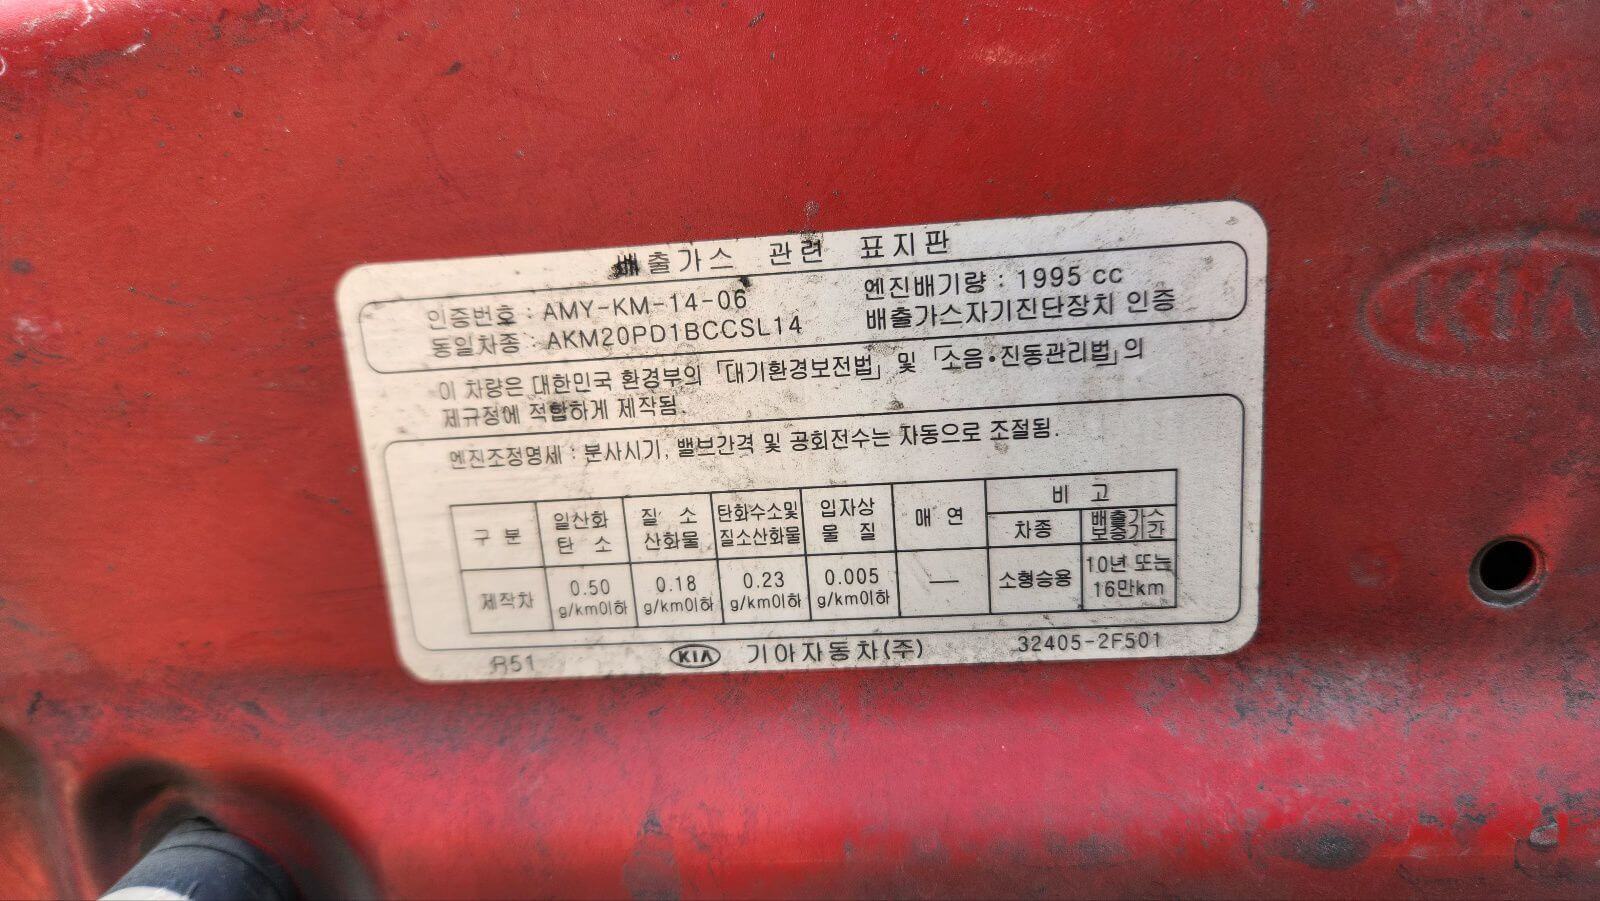 배출가스 관련 표지판
인증번호 : AMY-KM-14-06 엔진배기량 : 1995 cc
동일차종 : AKM20PD1BCCSL14 배출가스자기진단장치 인증
이 차량은 대한민국 환경부의 「대기환경보전법」 및 「소음·진동관리법」의
제규정에 적합하게 제작됨.
엔진조정명세 : 분사시기, 밸브간격 및 공회전수는 자동으로 조절됨.
구 분 일산화 탄 소 질 소 산화물 탄화수소및 질소산화물 입자상 물 질 매 연 비 고
차종 배출가스 보증기간
제작차 0.50 g/km이하 0.18 g/km이하 0.23 g/km이하 0.005 g/km이하 — 소형승용 10년 또는 16만km
R51 KIA 기아자동차(주) 32405-2F501
KIA